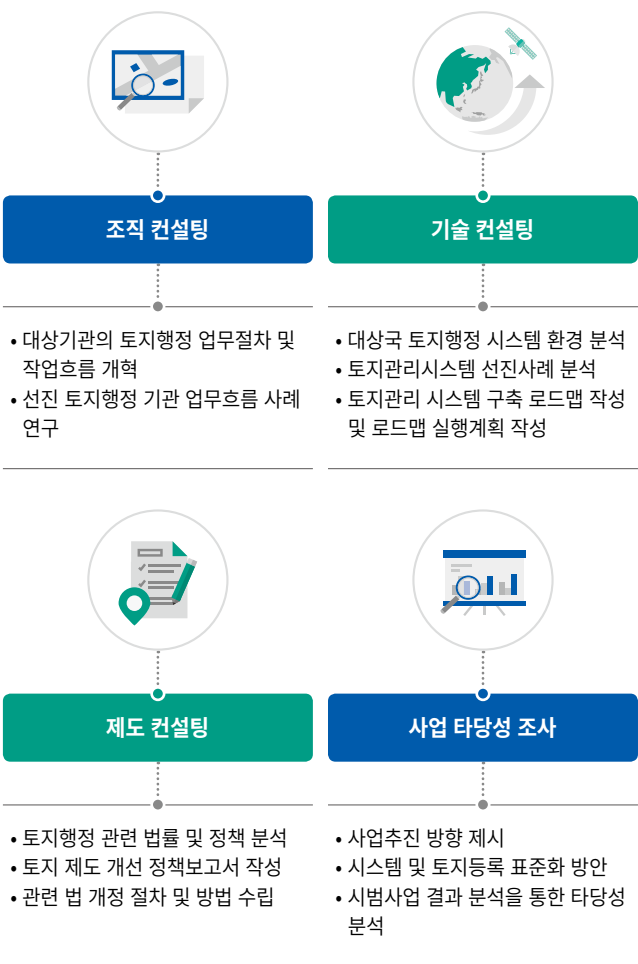 조직 컨설팅
• 대상기관의 토지행정 업무절차 및
작업흐름 개혁
• 선진 토지행정 기관 업무흐름 사례
연구
기술 컨설팅
• 대상국 토지행정 시스템 환경 분석
• 토지관리시스템 선진사례 분석
• 토지관리 시스템 구축 로드맵 작성
및 로드맵 실행계획 작성
제도 컨설팅
• 토지행정 관련 법률 및 정책 분석
• 토지 제도 개선 정책보고서 작성
• 관련 법 개정 절차 및 방법 수립
사업 타당성 조사
• 사업추진 방향 제시
• 시스템 및 토지등록 표준화 방안
• 시범사업 결과 분석을 통한 타당성
분석